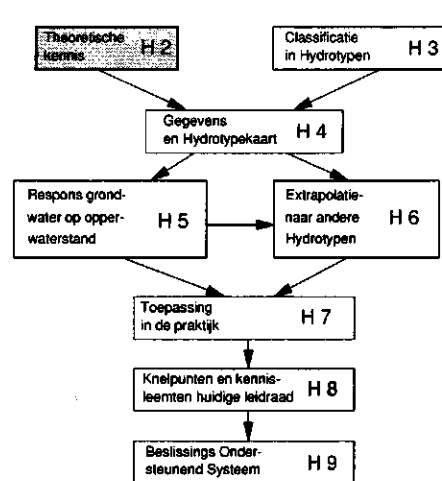 Theoretische
kennis
H 2
Classificatie
in Hydrotypen
H 3
Gegevens
en Hydrotypekaart
H 4
Respons grond-
water op opper-
waterstand
H 5
Extrapolatie-
naar andere
Hydrotypen
H 6
Toepassing
in de praktijk
H 7
Knelpunten en kennis-
leemten huidige leidraad
H 8
Beslissings Onder-
steunend Systeem
H 9